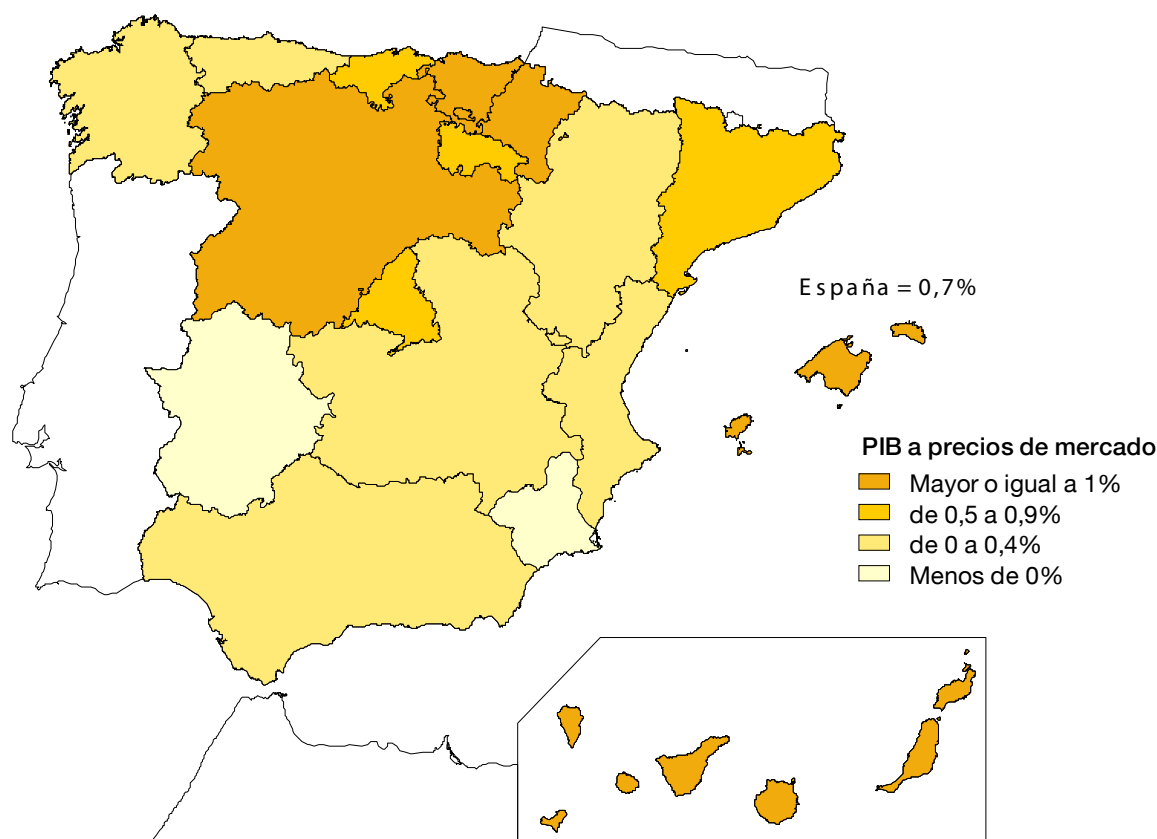 España = 0,7%
PIB a precios de mercado
Mayor o igual a 1%
de 0,5 a 0,9%
de 0 a 0,4%
Menos de 0%